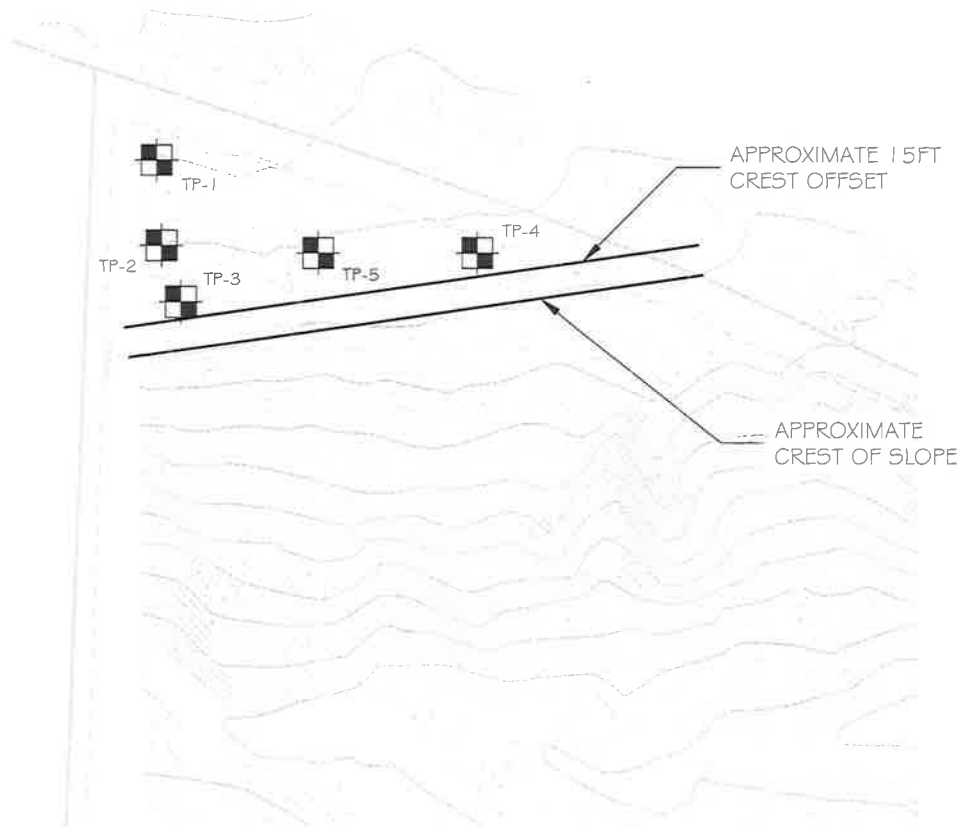 APPROXIMATE 15FT
CREST OFFSET
TP-1
TP-4
TP-2
TP-3
TP-5
APPROXIMATE
CREST OF SLOPE